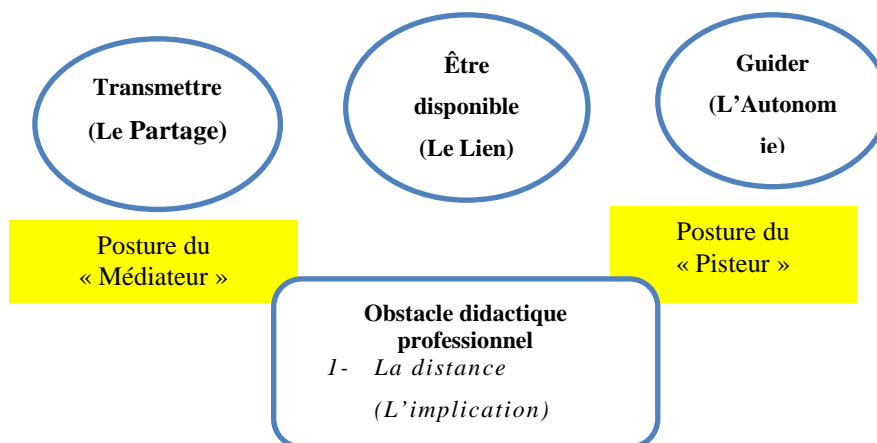 Transmettre
(Le Partage)
Être
disponible
(Le Lien)
Guider
(L'Autonom
ie)
Posture du
« Médiateur »
Posture du
« Pisteur »
Obstacle didactique
professionnel
1- La distance
(L'implication)